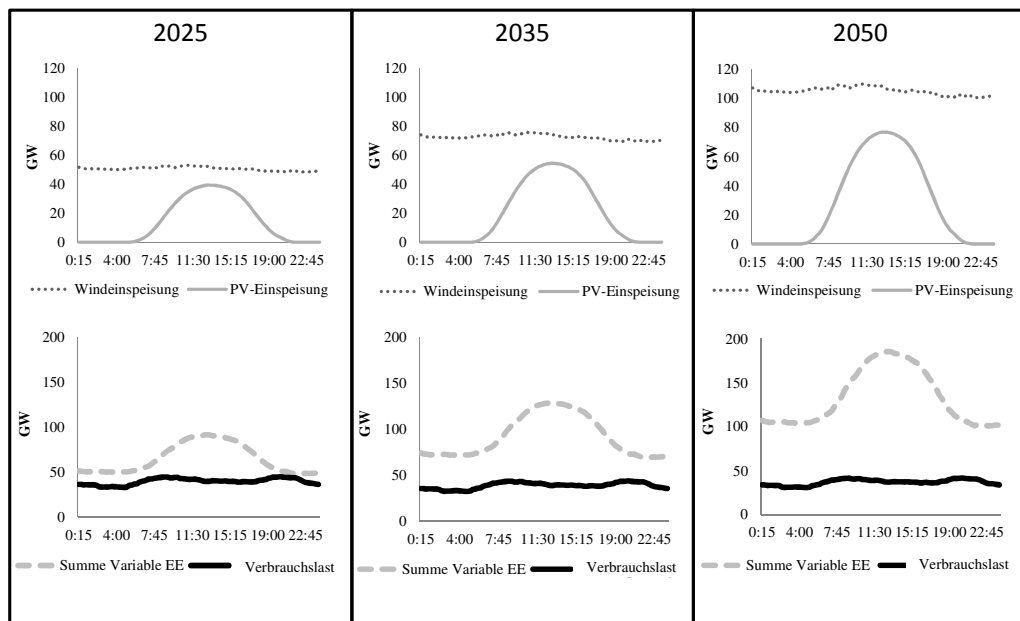 2025
120
100
80
60
40
20
0
GW
0:15 4:00 7:45 11:30 15:15 19:00 22:45
Windeinspeisung PV-Einspeisung
200
150
100
50
0
GW
0:15 4:00 7:45 11:30 15:15 19:00 22:45
Summe Variable EE Verbrauchslast
2035
120
100
80
60
40
20
0
GW
0:15 4:00 7:45 11:30 15:15 19:00 22:45
Windeinspeisung PV-Einspeisung
200
150
100
50
0
GW
0:15 4:00 7:45 11:30 15:15 19:00 22:45
Summe Variable EE Verbrauchslast
2050
120
100
80
60
40
20
0
GW
0:15 4:00 7:45 11:30 15:15 19:00 22:45
Windeinspeisung PV-Einspeisung
200
150
100
50
0
GW
0:15 4:00 7:45 11:30 15:15 19:00 22:45
Summe Variable EE Verbrauchslast